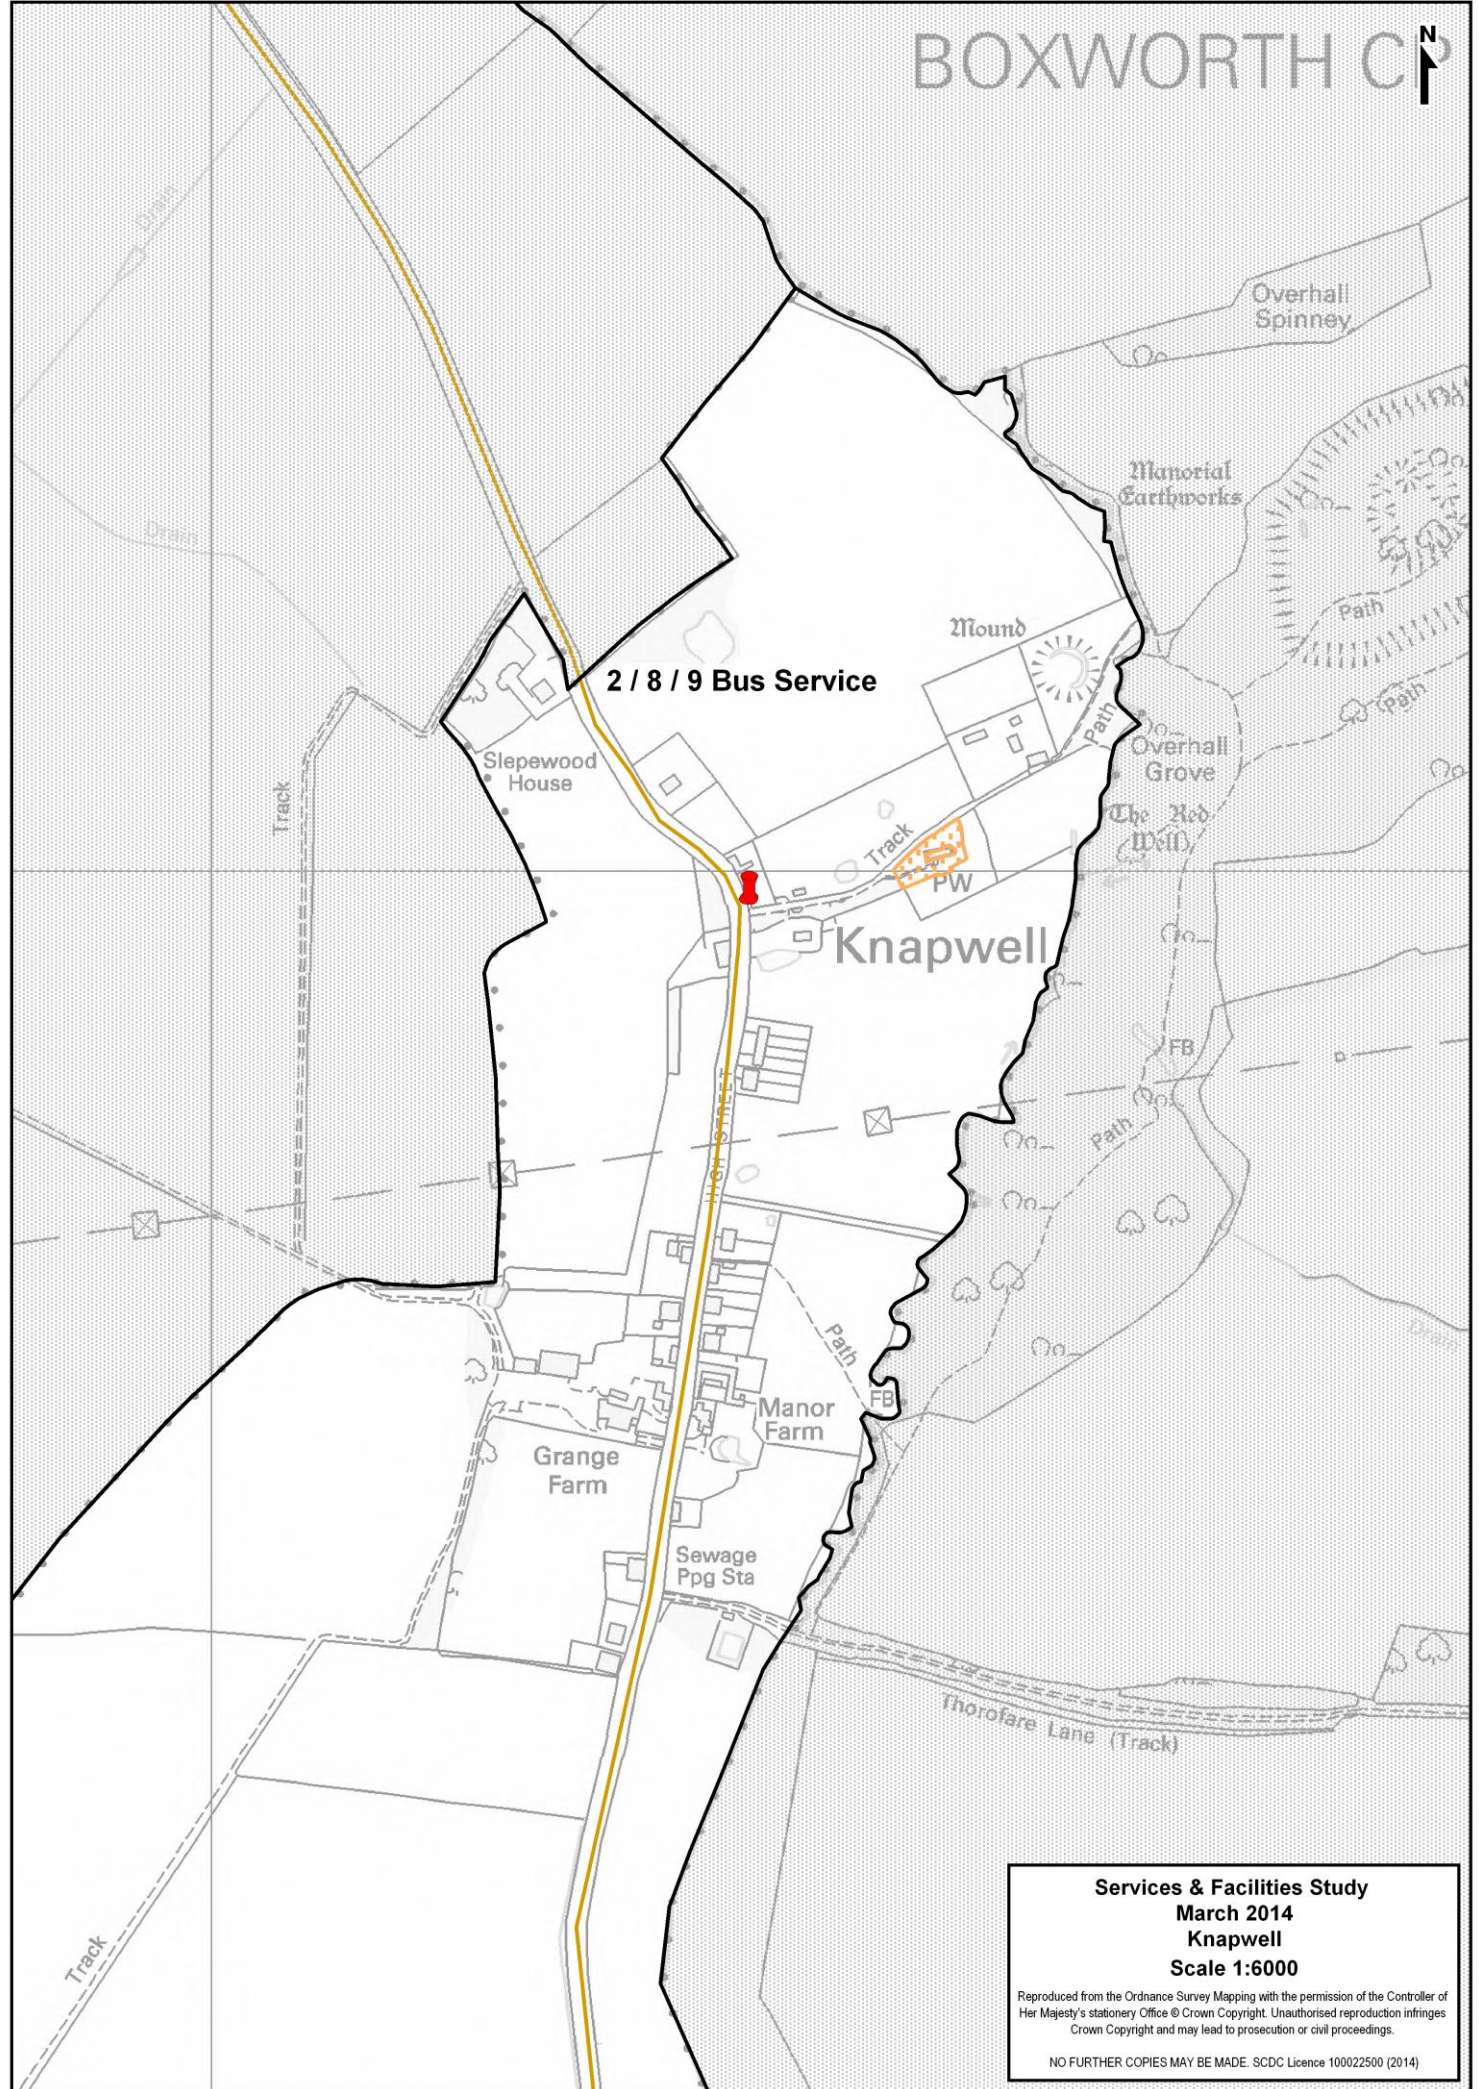 BOXWORTH CP
N
Drain
Overhall
Spinney
Manorial
Earthworks
Drain
Path
Mound
2 / 8 / 9 Bus Service
Path
Path
Slepewood
House
Overhall
Grove
Track
The Red
Well
Track
PW
Knapwell
FB
HIGH STREET
Path
Path
Drain
FB
Manor
Farm
Grange
Farm
Sewage
Ppg Sta
Thorofare Lane (Track)
Track
Services & Facilities Study
March 2014
Knapwell
Scale 1:6000
Reproduced from the Ordnance Survey Mapping with the permission of the Controller of
Her Majesty's stationery Office © Crown Copyright. Unauthorised reproduction infringes
Crown Copyright and may lead to prosecution or civil proceedings.
NO FURTHER COPIES MAY BE MADE. SCDC Licence 100022500 (2014)